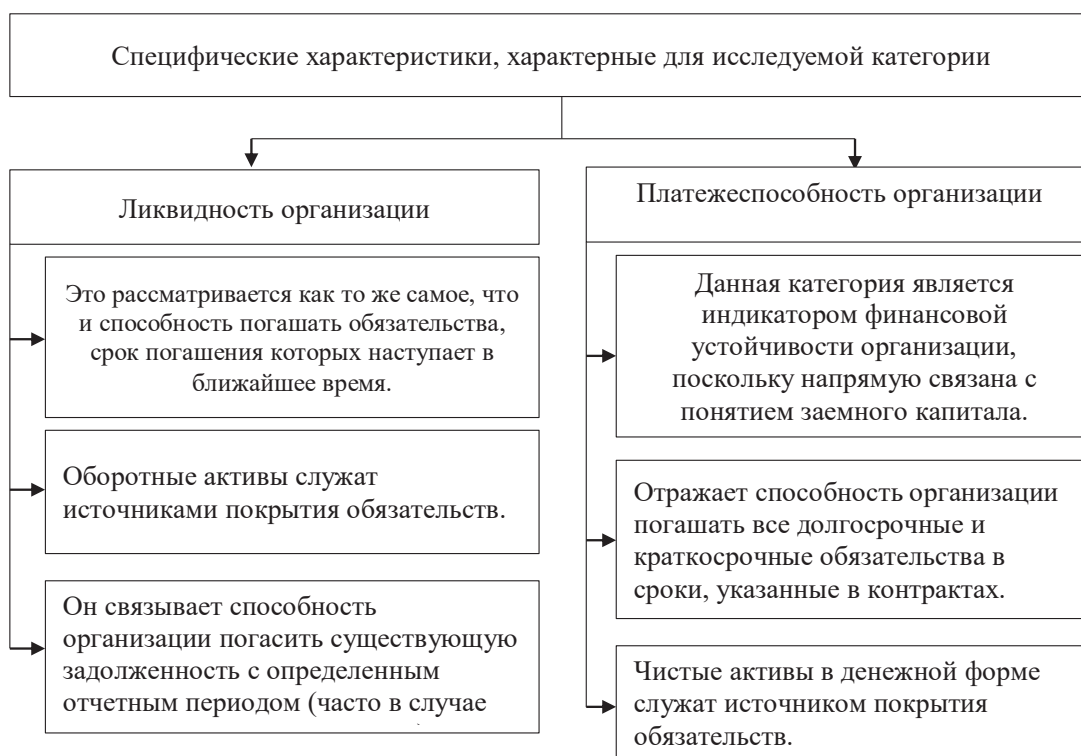 Специфические характеристики, характерные для исследуемой категории
Ликвидность организации
Это рассматривается как то же самое, что
и способность погашать обязательства,
срок погашения которых наступает в
ближайшее время.
Оборотные активы служат
источниками покрытия обязательств.
Он связывает способность
организации погасить существующую
задолженность с определенным
отчетным периодом (часто в случае
Платежеспособность организации
Данная категория является
индикатором финансовой
устойчивости организации,
поскольку напрямую связана с
понятием заемного капитала.
Отражает способность организации
погашать все долгосрочные и
краткосрочные обязательства в
сроки, указанные в контрактах.
Чистые активы в денежной форме
служат источником покрытия
обязательств.